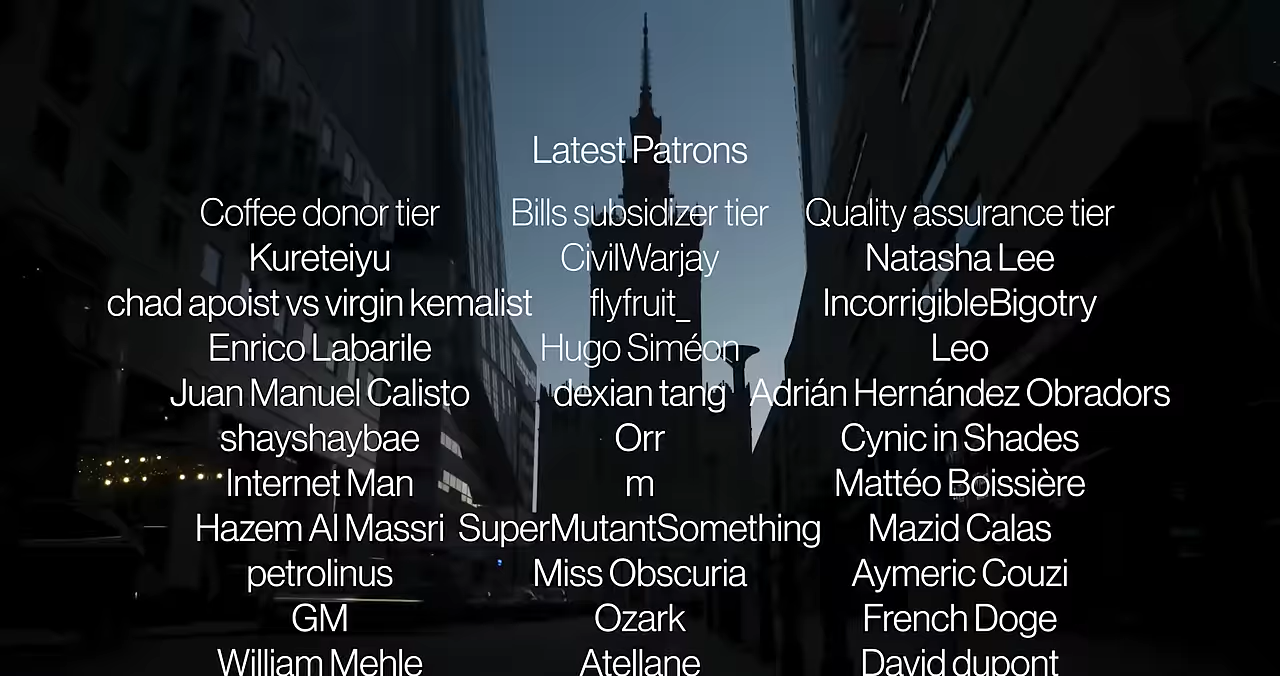 Latest Patrons
Coffee donor tier
Kureteiyu
chad apoist vs virgin kemalist
Enrico Labarile
Juan Manuel Calisto
shayshaybae
Internet Man
Hazem Al Massri
petrolinus
GM
William Mehle
Bills subsidizer tier
CivilWarjay
flyfruit_
Hugo Siméon
dexian tang
Orr
m
SuperMutantSomething
Miss Obscuria
Ozark
Atellane
Quality assurance tier
Natasha Lee
IncorrigibleBigotry
Leo
Adrián Hernández Obradors
Cynic in Shades
Mattéo Boissière
Mazid Calas
Aymeric Couzi
French Doge
David dupont